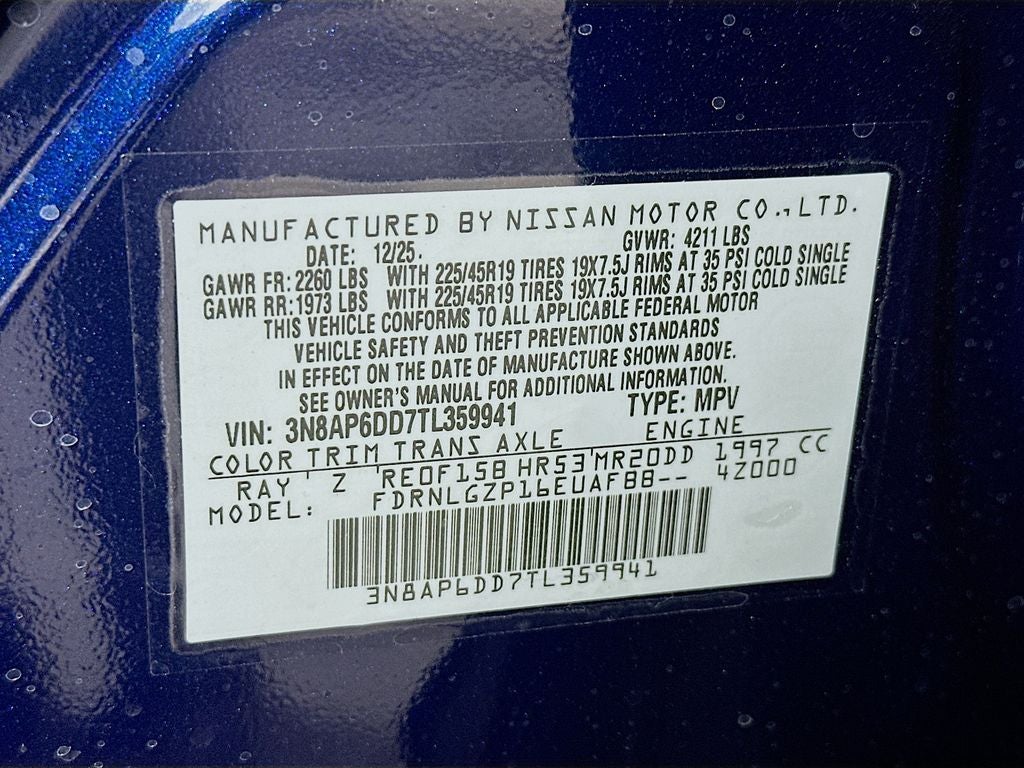 MANUFACTURED BY NISSAN MOTOR CO.,LTD.
DATE: 12/25. GVWR: 4211 LBS
GAWR FR: 2260 LBS WITH 225/45R19 TIRES 19X7.5J RIMS AT 35 PSI COLD SINGLE
GAWR RR: 1973 LBS WITH 225/45R19 TIRES 19X7.5J RIMS AT 35 PSI COLD SINGLE
THIS VEHICLE CONFORMS TO ALL APPLICABLE FEDERAL MOTOR
VEHICLE SAFETY AND THEFT PREVENTION STANDARDS
IN EFFECT ON THE DATE OF MANUFACTURE SHOWN ABOVE.
SEE OWNER'S MANUAL FOR ADDITIONAL INFORMATION.
VIN: 3N8AP6DD7TL359941 TYPE: MPV
COLOR TRIM TRANS AXLE ENGINE
RAY' Z 'RE0F15B HR53'MR20DD 1997 CC
MODEL: FDRNLGZP16EUAFBB-- 4Z000
3N8AP6DD7TL359941